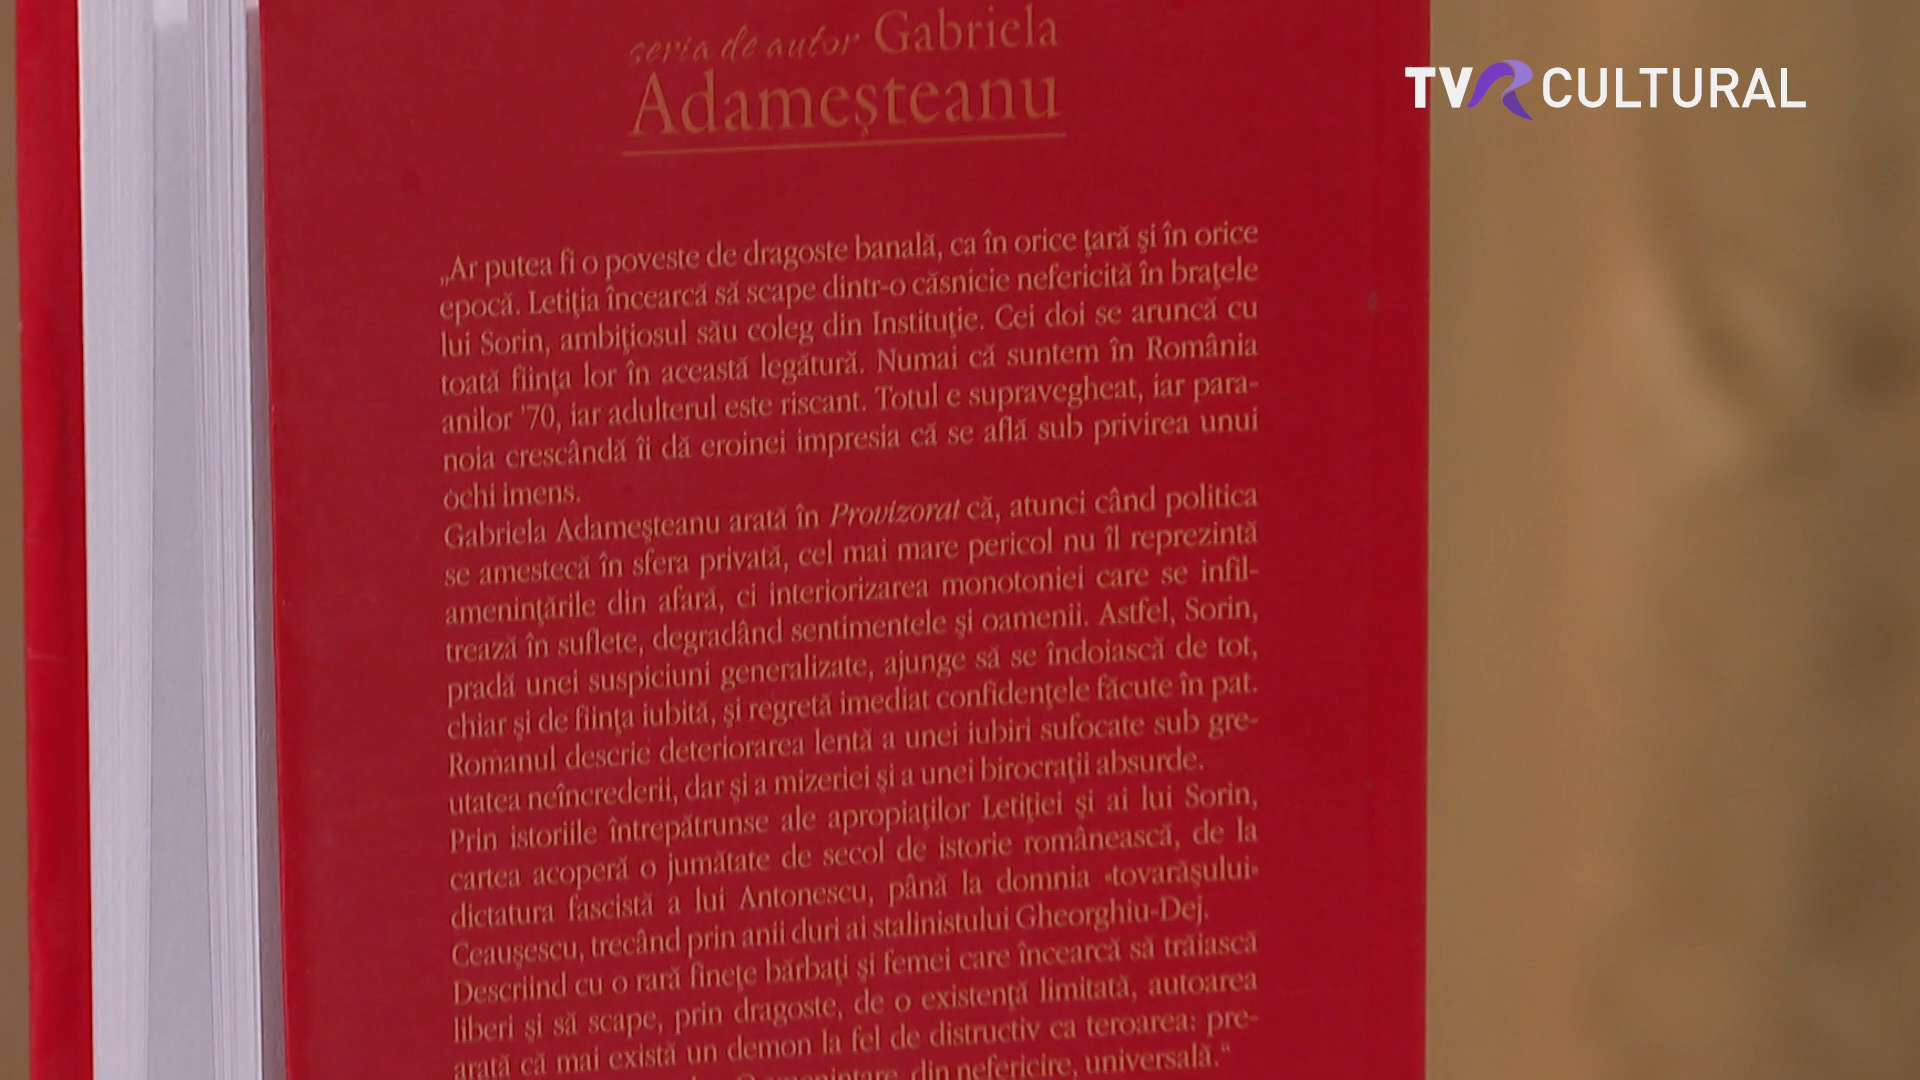 seria de autor Gabriela
Adameşteanu
TVR CULTURAL
„Ar putea fi o poveste de dragoste banală, ca în orice ţară şi în orice
epocă. Letiţia încearcă să scape dintr-o căsnicie nefericită în braţele
lui Sorin, ambiţiosul său coleg din Instituţie. Cei doi se aruncă cu
toată fiinţa lor în această legătură. Numai că suntem în România
anilor '70, iar adulterul este riscant. Totul e supravegheat, iar para-
noia crescândă îi dă eroinei impresia că se află sub privirea unui
ochi imens.
Gabriela Adameşteanu arată în Provizorat că, atunci când politica
se amestecă în sfera privată, cel mai mare pericol nu îl reprezintă
ameninţările din afară, ci interiorizarea monotoniei care se infil-
trează în suflete, degradând sentimentele şi oamenii. Astfel, Sorin,
pradă unei suspiciuni generalizate, ajunge să se îndoiască de tot,
chiar şi de fiinţa iubită, şi regretă imediat confidenţele făcute în pat.
Romanul descrie deteriorarea lentă a unei iubiri sufocate sub gre-
utatea neîncrederii, dar şi a mizeriei şi a unei birocraţii absurde.
Prin istoriile întrepătrunse ale apropiaţilor Letiţiei şi ai lui Sorin,
cartea acoperă o jumătate de secol de istorie românească, de la
dictatura fascistă a lui Antonescu, până la domnia «tovarăşului»
Ceauşescu, trecând prin anii duri ai stalinistului Gheorghiu-Dej.
Descriind cu o rară fineţe bărbaţi şi femei care încearcă să trăiască
liberi şi să scape, prin dragoste, de o existenţă limitată, autoarea
arată că mai există un demon la fel de distructiv ca teroarea: pre-
din nefericire, universală.“